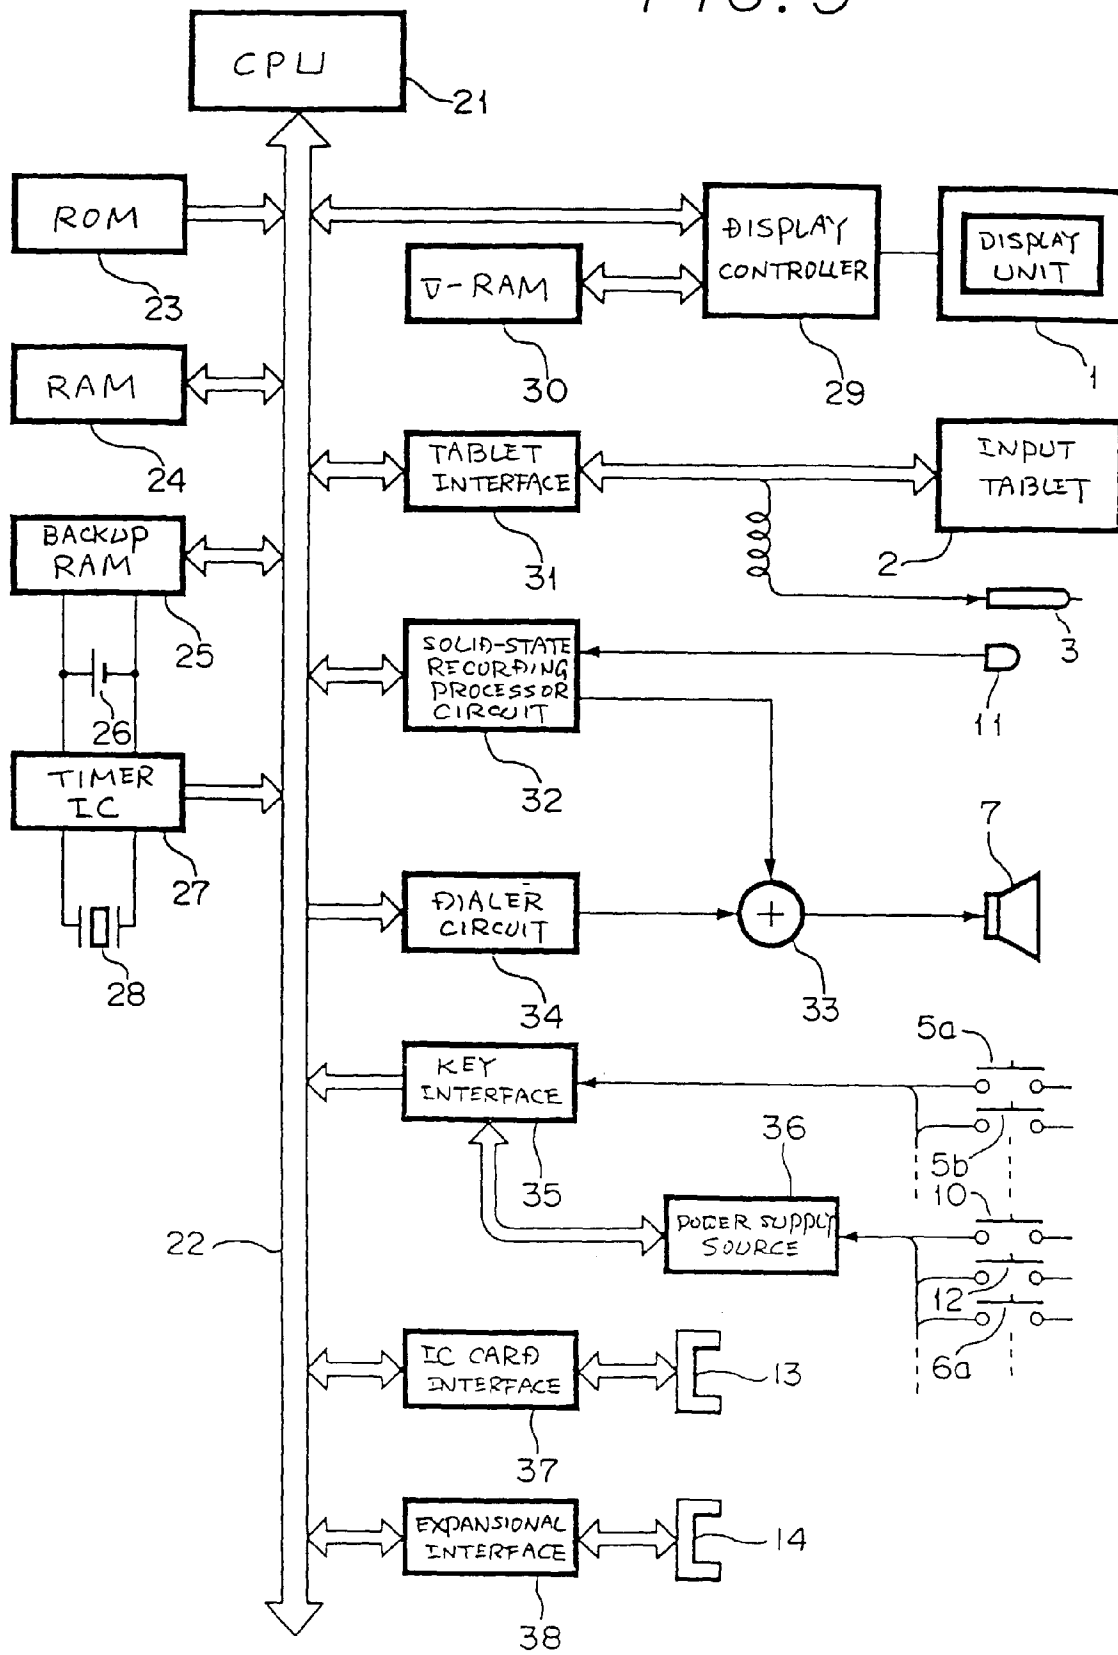 FIG. 5
CPU
21
ROM
23
DISPLAY
CONTROLLER
29
DISPLAY
UNIT
1
V-RAM
30
RAM
24
TABLET
INTERFACE
31
INPUT
TABLET
2
3
BACKUP
RAM
25
26
SOLID-STATE
RECORDING
PROCESSOR
CIRCUIT
32
11
TIMER
IC
27
28
7
DIALER
CIRCUIT
34
+
33
KEY
INTERFACE
35
5a
5b
36
POWER SUPPLY
SOURCE
10
12
6a
22
IC CARD
INTERFACE
37
13
EXPANSIONAL
INTERFACE
38
14